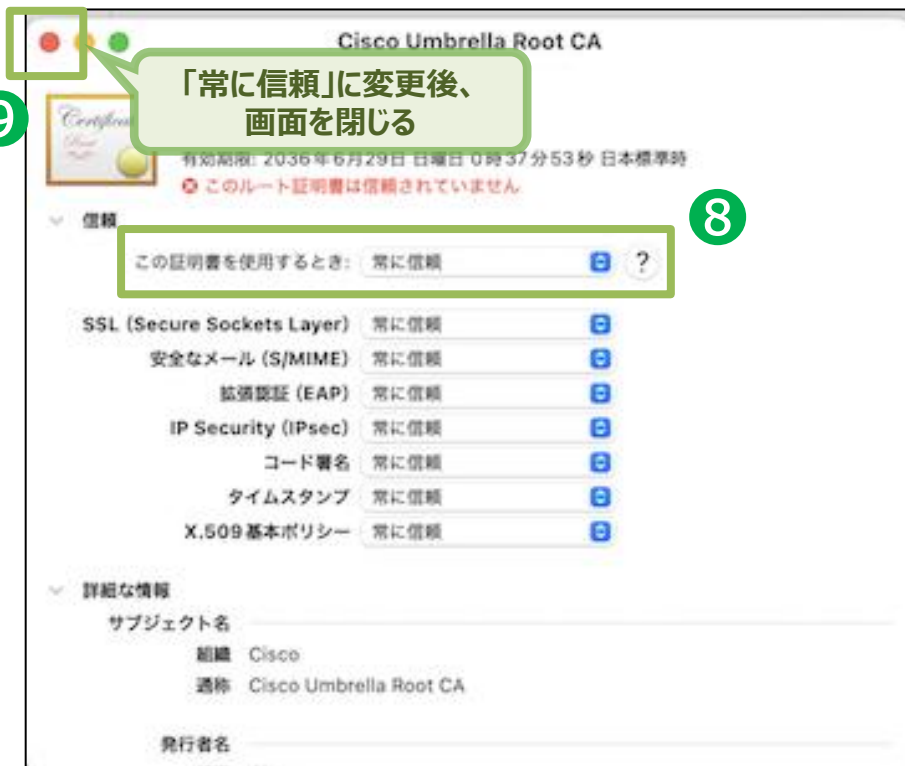 Cisco Umbrella Root CA
「常に信頼」に変更後、
画面を閉じる
9
有効期限: 2036年6月29日 日曜日 0時37分53秒 日本標準時
このルート証明書は信頼されていません
信頼
8
この証明書を使用するとき: 常に信頼 ?
SSL (Secure Sockets Layer) 常に信頼
安全なメール (S/MIME) 常に信頼
拡張認証 (EAP) 常に信頼
IP Security (IPsec) 常に信頼
コード署名 常に信頼
タイムスタンプ 常に信頼
X.509基本ポリシー 常に信頼
詳細な情報
サブジェクト名
組織 Cisco
通称 Cisco Umbrella Root CA
発行者名